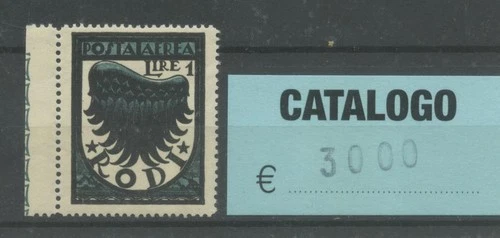 POSTA AEREA
LIRE 1
RODI
CATALOGO
€ 3000